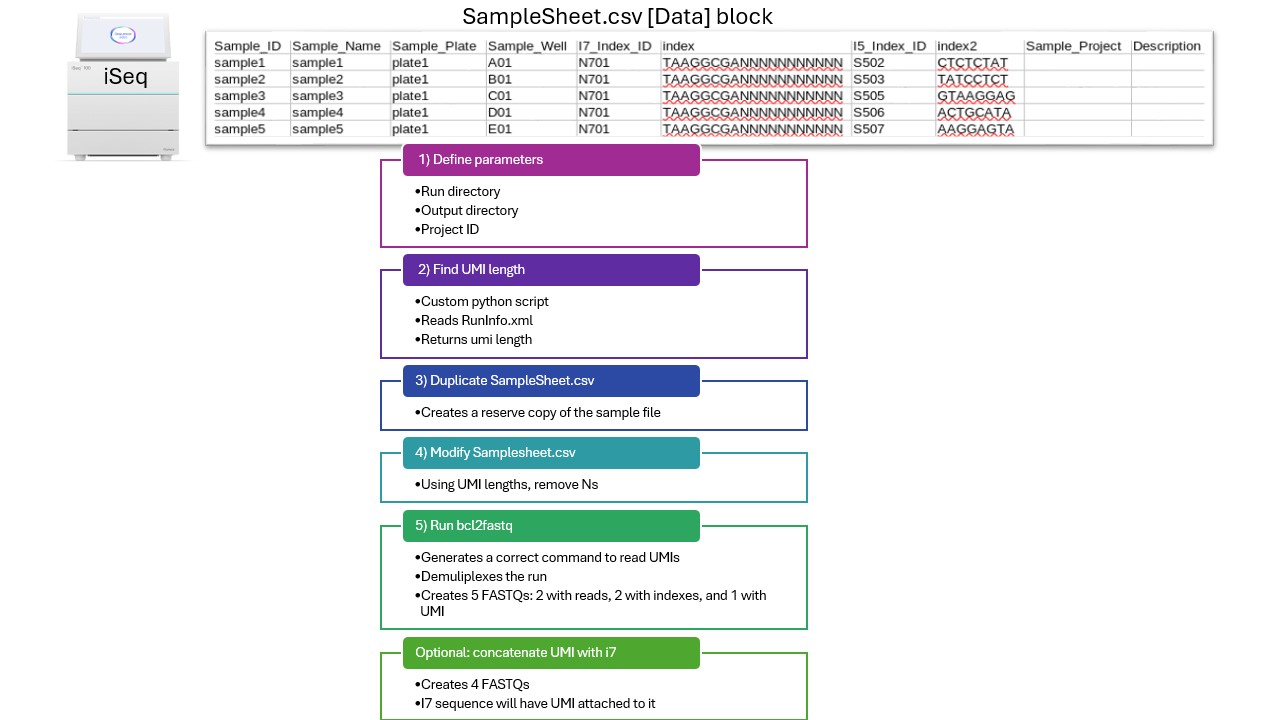 SampleSheet.csv [Data] block
iSeq
Sample_ID Sample_Name Sample_Plate Sample_Well I7_Index_ID index I5_Index_ID index2 Sample_Project Description
sample1 sample1 plate1 A01 N701 TAAGGCGANNNNNNNNNNN S502 CTCTCTAT
sample2 sample2 plate1 B01 N701 TAAGGCGANNNNNNNNNNN S503 TATCCTCT
sample3 sample3 plate1 C01 N701 TAAGGCGANNNNNNNNNNN S505 GTAAGGAG
sample4 sample4 plate1 D01 N701 TAAGGCGANNNNNNNNNNN S506 ACTGCATA
sample5 sample5 plate1 E01 N701 TAAGGCGANNNNNNNNNNN S507 AAGGAGTA
1) Define parameters
•Run directory
•Output directory
•Project ID
2) Find UMI length
•Custom python script
•Reads RunInfo.xml
•Returns umi length
3) Duplicate SampleSheet.csv
•Creates a reserve copy of the sample file
4) Modify Samplesheet.csv
•Using UMI lengths, remove Ns
5) Run bcl2fastq
•Generates a correct command to read UMIs
•Demuliplexes the run
•Creates 5 FASTQs: 2 with reads, 2 with indexes, and 1 with
UMI
Optional: concatenate UMI with i7
•Creates 4 FASTQs
•I7 sequence will have UMI attached to it